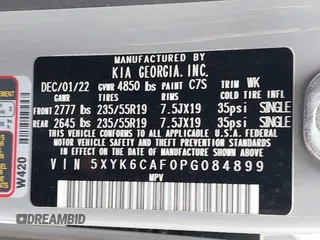 MANUFACTURED BY
KIA GEORGIA, INC.
DEC/01/22 GVWR 4850 lbs PAINT C7S TRIM WK
GAWR TIRES RIMS COLD TIRE INFL
FRONT 2777 lbs 235/55R19 7.5JX19 35psi SINGLE
REAR 2645 lbs 235/55R19 7.5JX19 35psi SINGLE
THIS VEHICLE CONFORMS TO ALL APPLICABLE
U.S. FEDERAL MOTOR VEHICLE SAFETY, BUMPER, AND
THEFT PREVENTION STANDARDS IN EFFECT ON THE
DATE OF MANUFACTURE SHOWN ABOVE.
VIN 5XYK6CAF0PG084899
MPV
W420
DREAMBID